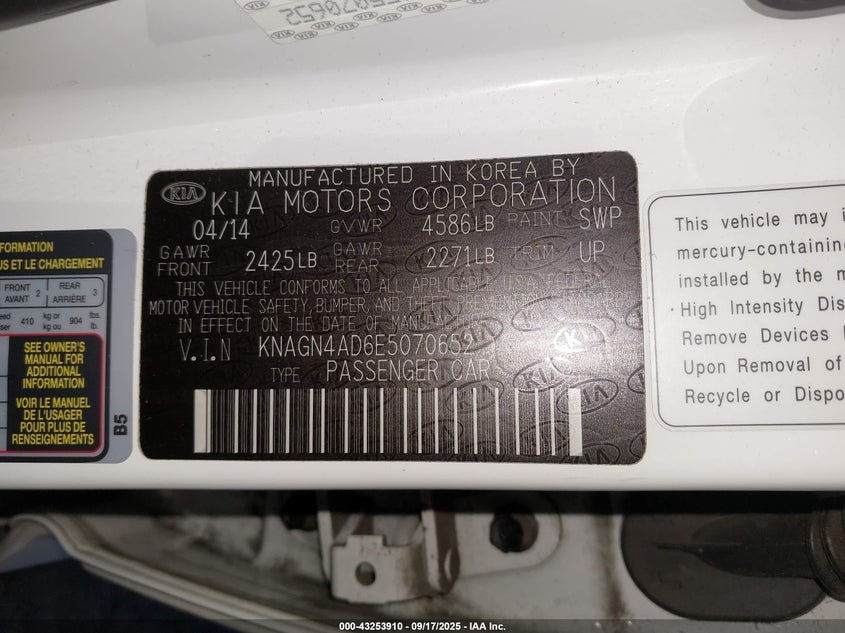 E5070652
KIA
MANUFACTURED IN KOREA BY
KIA
KIA MOTORS CORPORATION
04/14 GVWR 4586LB PAINT SWP
GAWR FRONT 2425LB GAWR REAR 2271LB TRIM UP
THIS VEHICLE CONFORMS TO ALL APPLICABLE FEDERAL
MOTOR VEHICLE SAFETY, BUMPER, AND THEFT PREVENTION STANDARDS
IN EFFECT ON THE DATE OF MANUFACTURE
V.I.N KNAGN4AD6E5070652
TYPE PASSENGER CAR
INFORMATION
US ET LE CHARGEMENT
FRONT AVANT 2 REAR ARRIÈRE 3
410 kg or kg ou 904 lbs. lb.
SEE OWNER'S
MANUAL FOR
ADDITIONAL
INFORMATION
VOIR LE MANUEL
DE L'USAGER
POUR PLUS DE
RENSEIGNEMENTS
B5
This vehicle may i
mercury-containing
installed by the m
· High Intensity Dis
Remove Devices
Upon Removal of
Recycle or Dispo
000-43253910 - 09/17/2025 - IAA Inc.